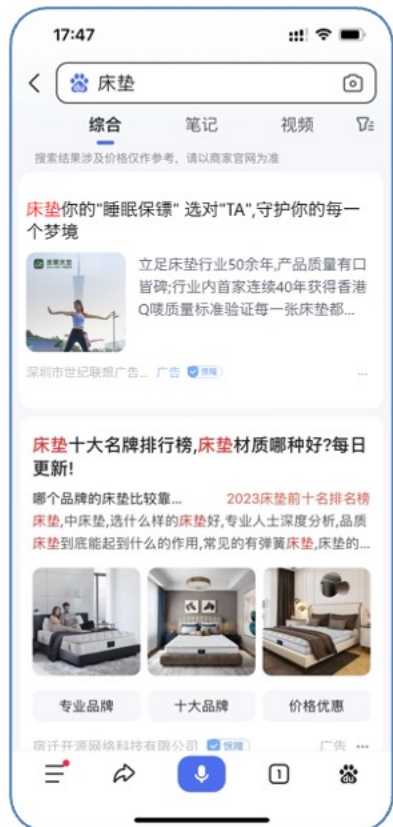 17:47
床垫
综合 笔记 视频
搜索结果涉及价格仅作参考，请以商家官网为准
床垫你的"睡眠保镖" 选对"TA",守护你的每一
个梦境
立足床垫行业50余年,产品质量有口
皆碑;行业内首家连续40年获得香港
Q唛质量标准验证每一张床垫都...
深圳市世纪联想广告... 广告 保障
床垫十大名牌排行榜,床垫材质哪种好?每日
更新!
哪个品牌的床垫比较靠... 2023床垫前十名排名榜
床垫,中床垫,选什么样的床垫好,专业人士深度分析,品质
床垫到底能起到什么的作用,常见的有弹簧床垫,床垫的...
专业品牌 十大品牌 价格优惠
宿迁开源网络科技有限公司 保障 广告
1
du